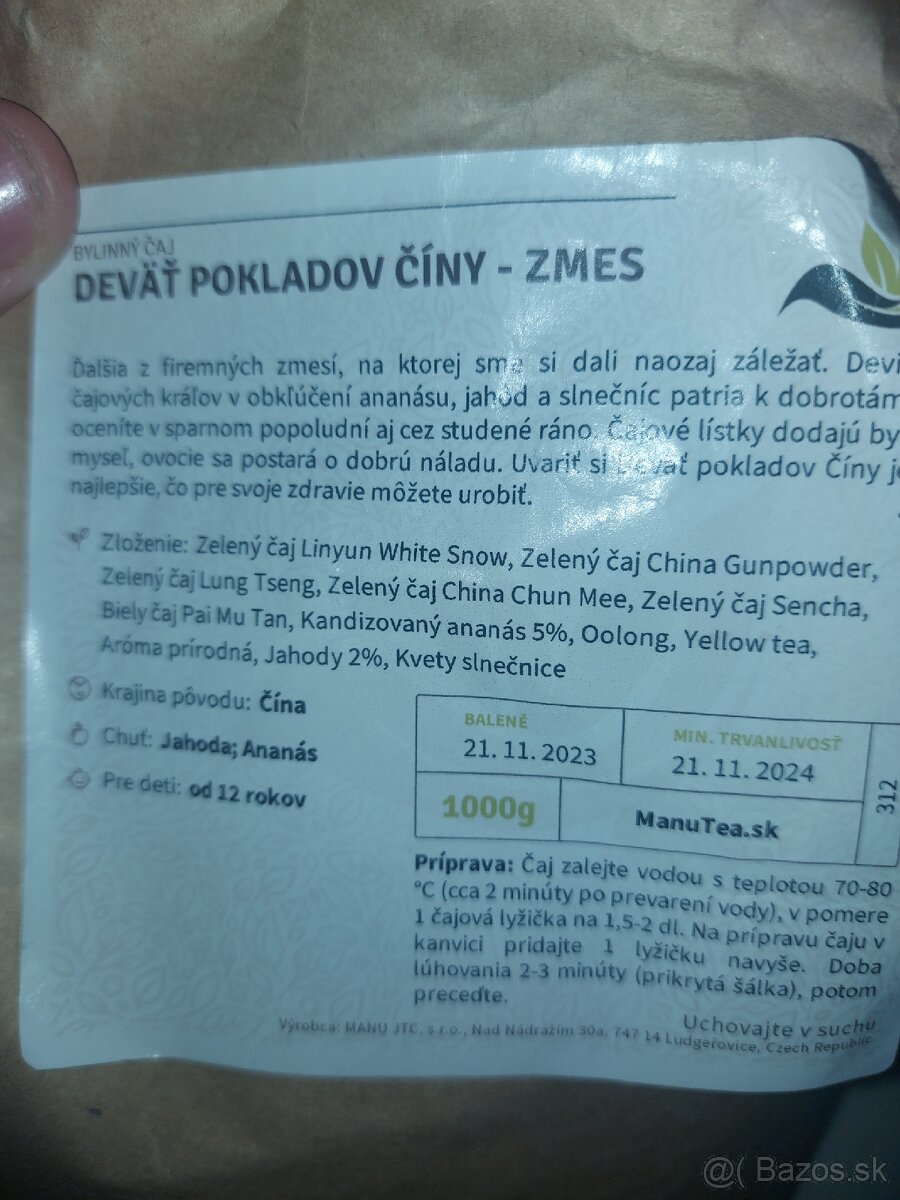 BYLINNÝ ČAJ
DEVÄŤ POKLADOV ČÍNY - ZMES
Ďalšia z firemných zmesí, na ktorej sme si dali naozaj záležať.
čajových kráľov v obkľúčení ananásu, jahôd a slnečníc patria k dobrotám
oceníte v sparnom popoludní aj cez studené ráno. Čajové lístky dodajú
myseľ, ovocie sa postará o dobrú náladu. Uvariť si Deväť pokladov Číny
najlepšie, čo pre svoje zdravie môžete urobiť.
Zloženie: Zelený čaj Linyun White Snow, Zelený čaj China Gunpowder,
Zelený čaj Lung Tseng, Zelený čaj China Chun Mee, Zelený čaj Sencha,
Biely čaj Pai Mu Tan, Kandizovaný ananás 5%, Oolong, Yellow tea,
Aróma prírodná, Jahody 2%, Kvety slnečnice
Krajina pôvodu: Čína
Chuť: Jahoda; Ananás
Pre deti: od 12 rokov
BALENÉ
21. 11. 2023
MIN. TRVANLIVOSŤ
21. 11. 2024
312
1000g
ManuTea.sk
Príprava: Čaj zalejte vodou s teplotou 70-80
°C (cca 2 minúty po prevarení vody), v pomere
1 čajová lyžička na 1,5-2 dl. Na prípravu čaju v
kanvici pridajte 1 lyžičku navyše. Doba
lúhovania 2-3 minúty (prikrytá šálka), potom
preceďte.
Uchovajte v suchu
Výrobca: MANU JTC, s.r.o., Nad Nádražím 30a, 747 14 Ludgeřovice, Czech Republic
@( Bazos.sk